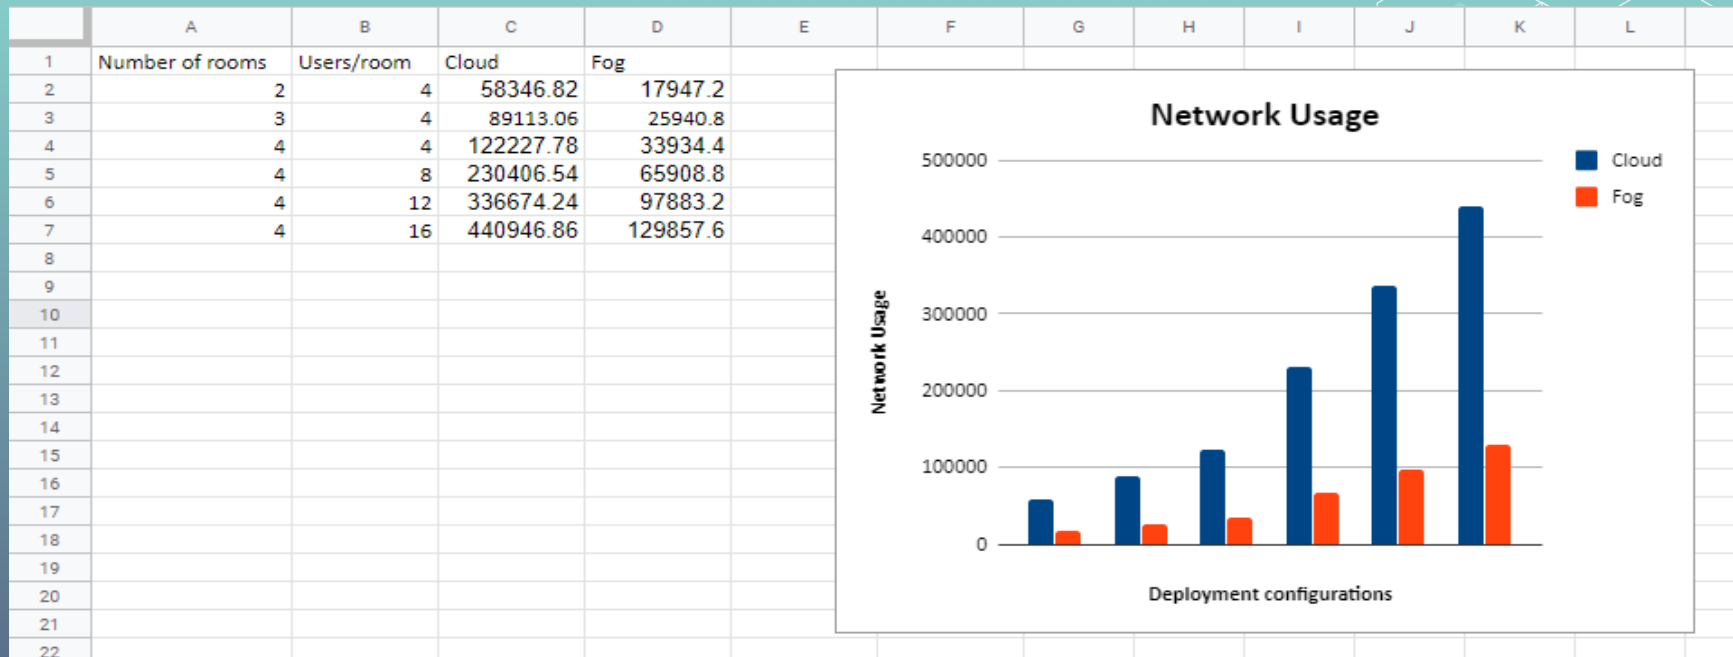 A B C D E F G H I J K L
1 Number of rooms Users/room Cloud Fog
2 2 4 58346.82 17947.2
3 3 4 89113.06 25940.8
4 4 4 122227.78 33934.4
5 4 8 230406.54 65908.8
6 4 12 336674.24 97883.2
7 4 16 440946.86 129857.6
8
9
10
11
12
13
14
15
16
17
18
19
20
21
22
Network Usage
500000
400000
300000
200000
100000
0
Network Usage
Deployment configurations
Cloud
Fog